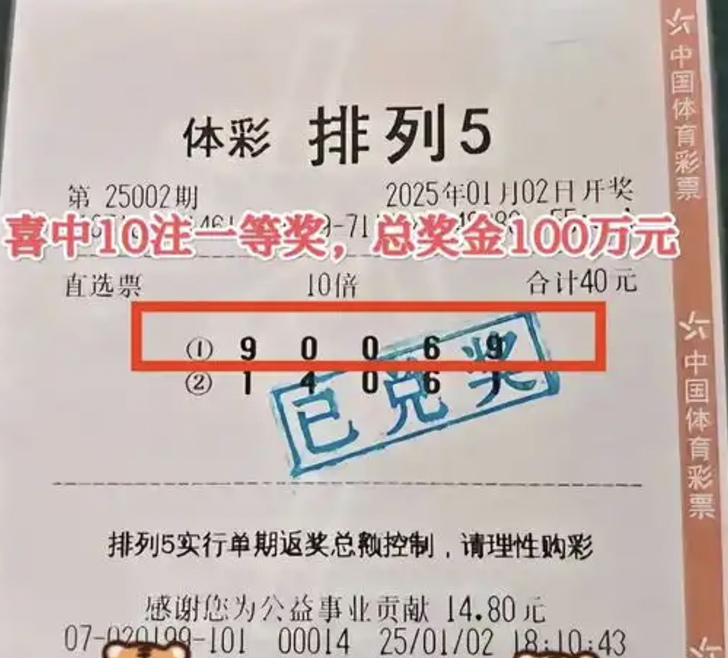 体彩 排列5
第 25002期 2025年01月02日开奖
喜中10注一等奖，总奖金100万元
直选票 10倍 合计40元
① 9 0 0 6 9
② 1 4 0 6 1
已兑奖
排列5实行单期返奖总额控制，请理性购彩
感谢您为公益事业贡献 14.80元
07-020199-101 00014 25/01/02 18:10:43
中国体育彩票
中国体育彩票